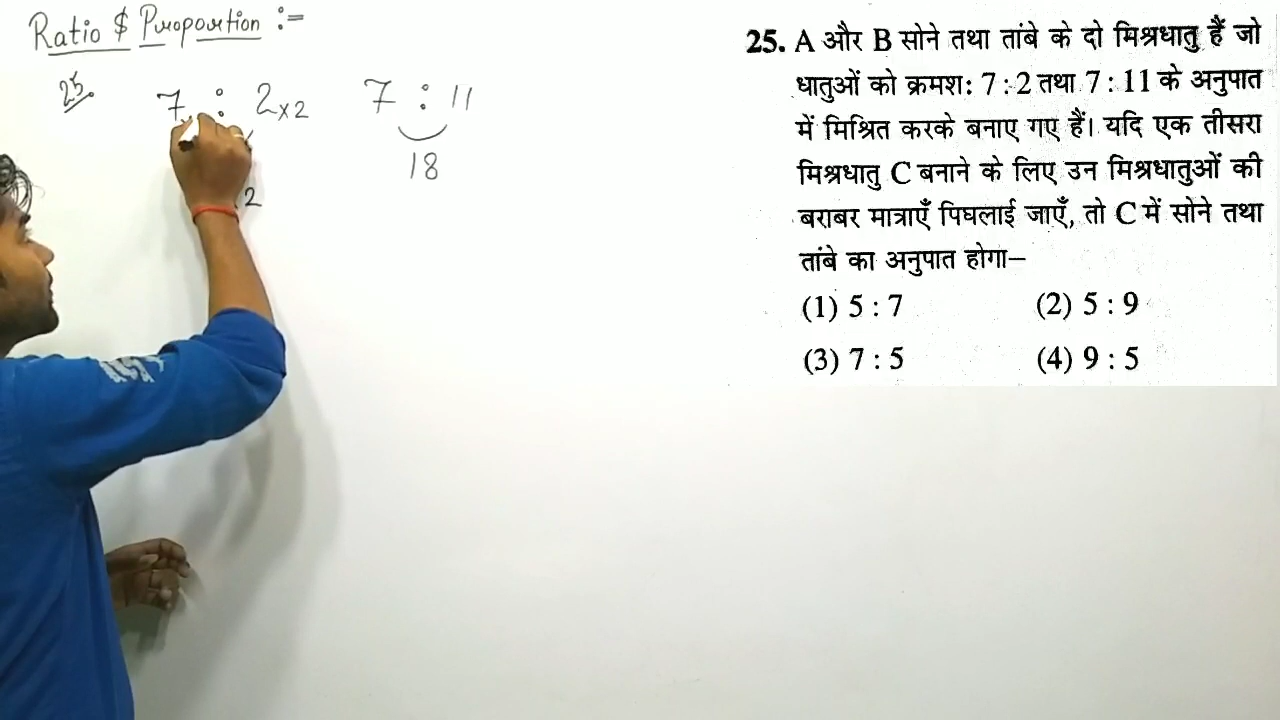 Ratio & Proportion :-
25.
7 : 2×2 7 : 11
18
2
25. A और B सोने तथा तांबे के दो मिश्रधातु हैं जो
धातुओं को क्रमश: 7 : 2 तथा 7 : 11 के अनुपात
में मिश्रित करके बनाए गए हैं। यदि एक तीसरा
मिश्रधातु C बनाने के लिए उन मिश्रधातुओं की
बराबर मात्राएँ पिघलाई जाएँ, तो C में सोने तथा
तांबे का अनुपात होगा–
(1) 5 : 7 (2) 5 : 9
(3) 7 : 5 (4) 9 : 5